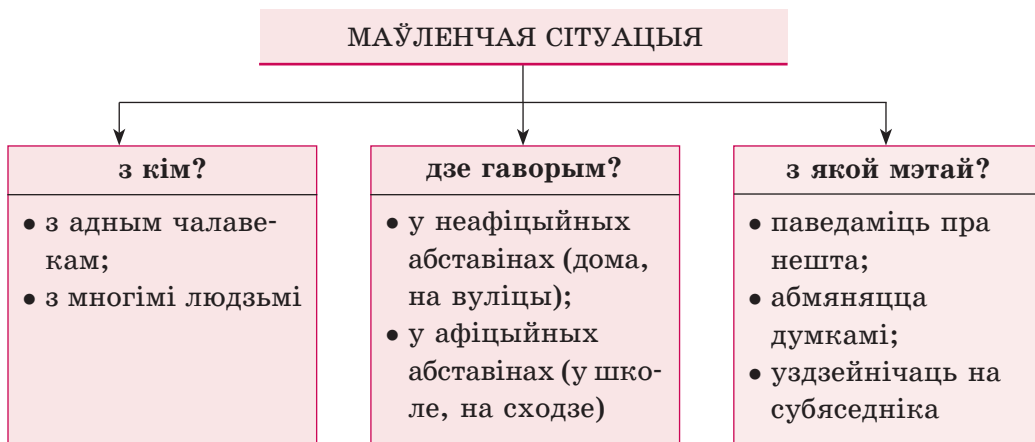 МАЎЛЕНЧАЯ СІТУАЦЫЯ
з кім?
• з адным чалаве-
кам;
• з многімі людзьмі
дзе гаворым?
• у неафіцыйных
абставінах (дома,
на вуліцы);
• у афіцыйных
абставінах (у шко-
ле, на сходзе)
з якой мэтай?
• паведаміць пра
нешта;
• абмяняцца
думкамі;
• уздзейнічаць на
субяседніка